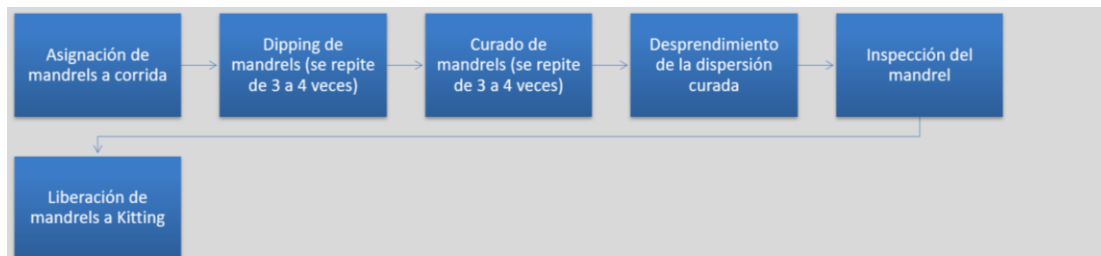 Asignación de
mandrels a corrida
Dipping de
mandrels (se repite
de 3 a 4 veces)
Curado de
mandrels (se repite
de 3 a 4 veces)
Desprendimiento
de la dispersión
curada
Inspección del
mandrel
Liberación de
mandrels a Kitting